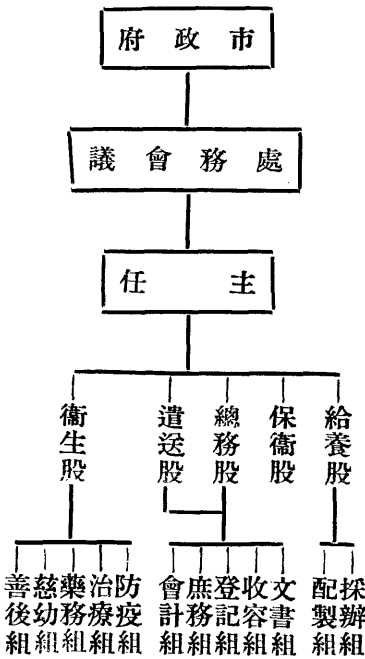 市政府
處務會議
主任
給養股
保衞股
總務股
遣送股
衞生股
採辦組
配製組
文書組
收容組
登記組
庶務組
會計組
防疫組
治療組
藥務組
慈幼組
善後組